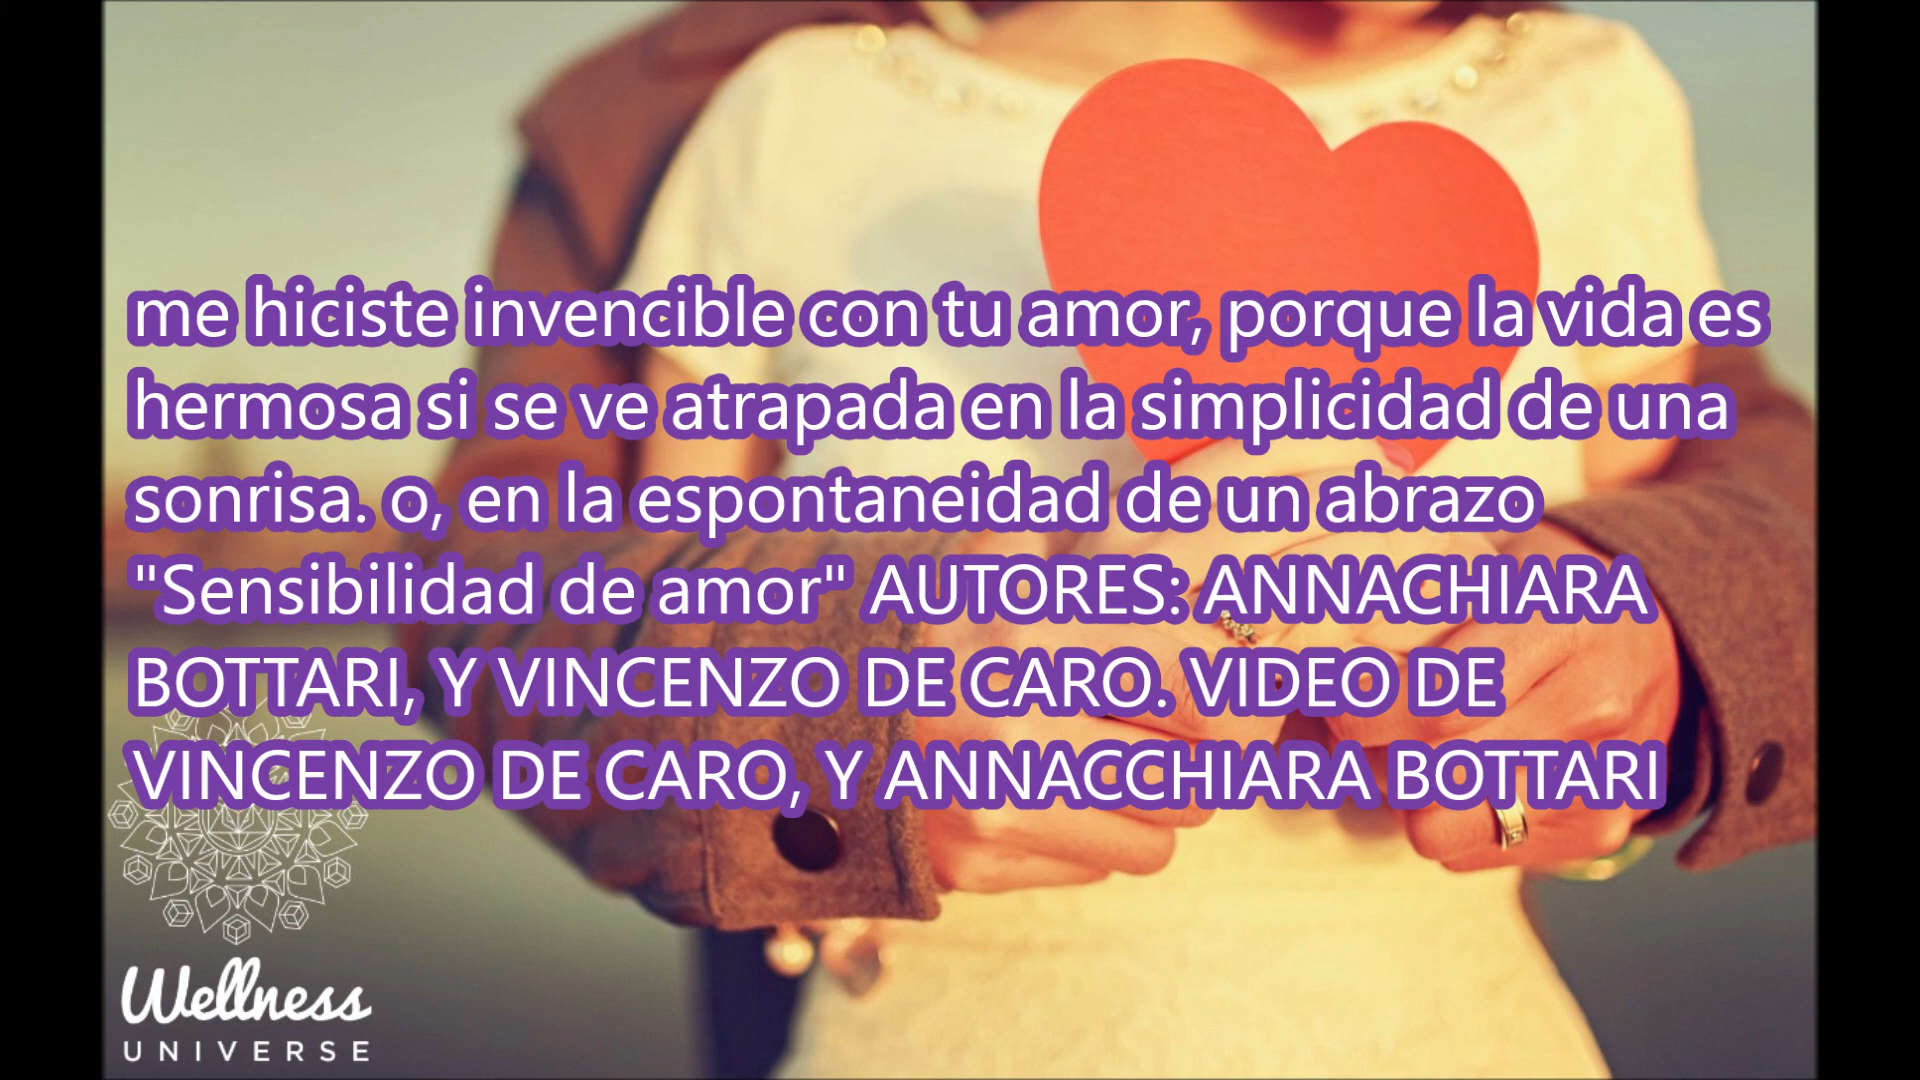 me hiciste invencible con tu amor, porque la vida es
hermosa si se ve atrapada en la simplicidad de una
sonrisa. o, en la espontaneidad de un abrazo
"Sensibilidad de amor" AUTORES: ANNACHIARA
BOTTARI, Y VINCENZO DE CARO. VIDEO DE
VINCENZO DE CARO, Y ANNACCHIARA BOTTARI
Wellness
UNIVERSE